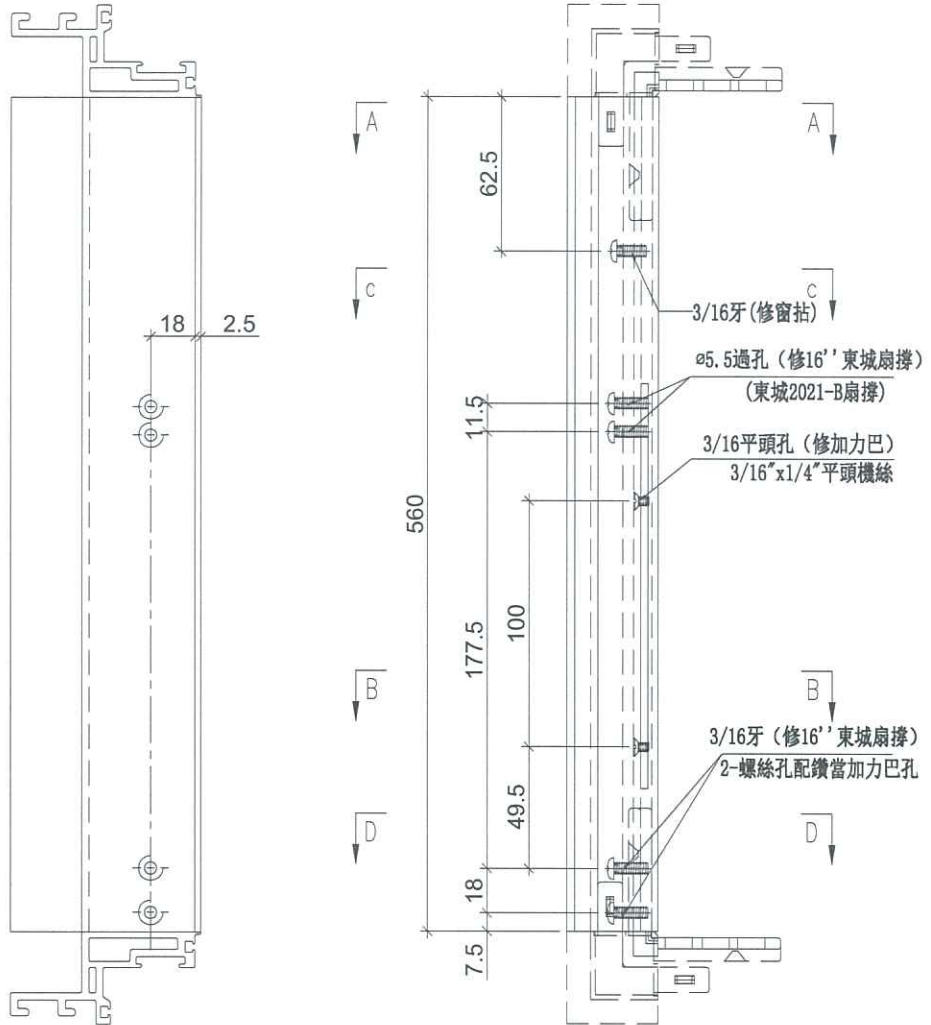 A
A
62.5
C
C
3/16牙(修窗拈)
18
2.5
ø5.5過孔（修16''東城扇撐）
(東城2021-B扇撐)
11.5
3/16平頭孔（修加力巴）
3/16"x1/4"平頭機絲
560
100
177.5
B
B
3/16牙（修16''東城扇撐）
2-螺絲孔配鑽當加力巴孔
49.5
D
D
18
7.5